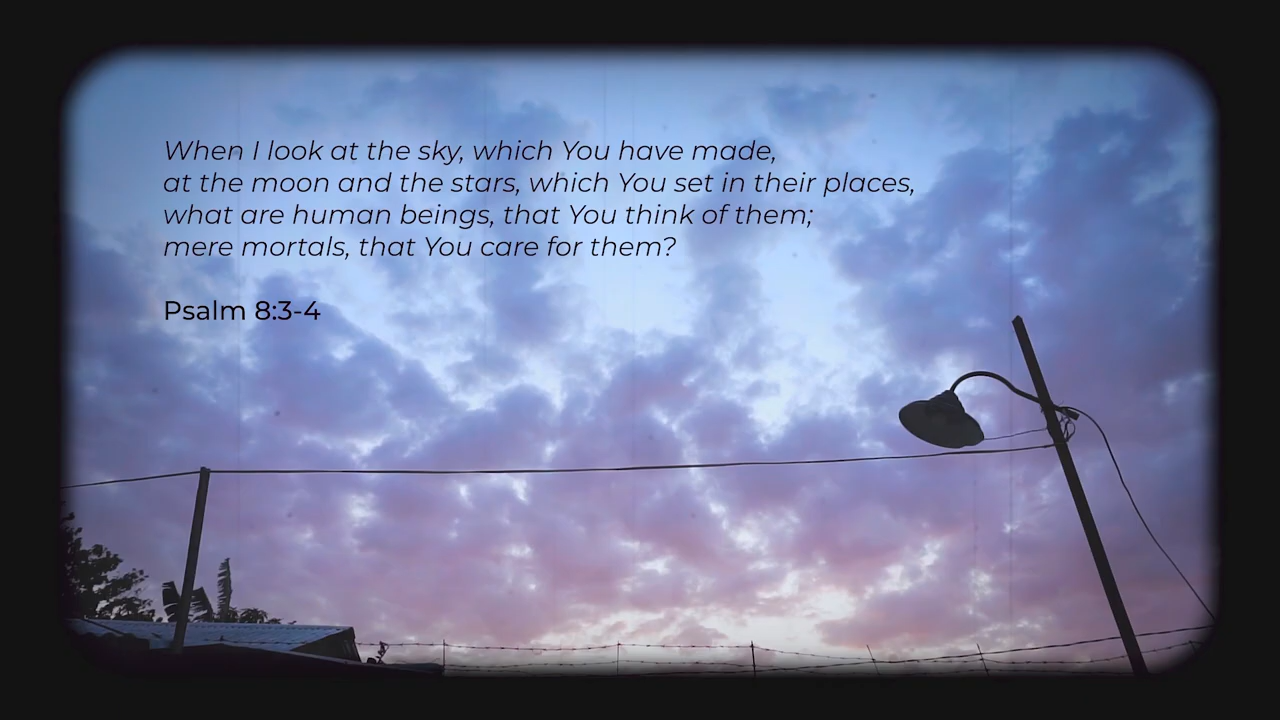 When I look at the sky, which You have made,
at the moon and the stars, which You set in their places,
what are human beings, that You think of them;
mere mortals, that You care for them?
Psalm 8:3-4